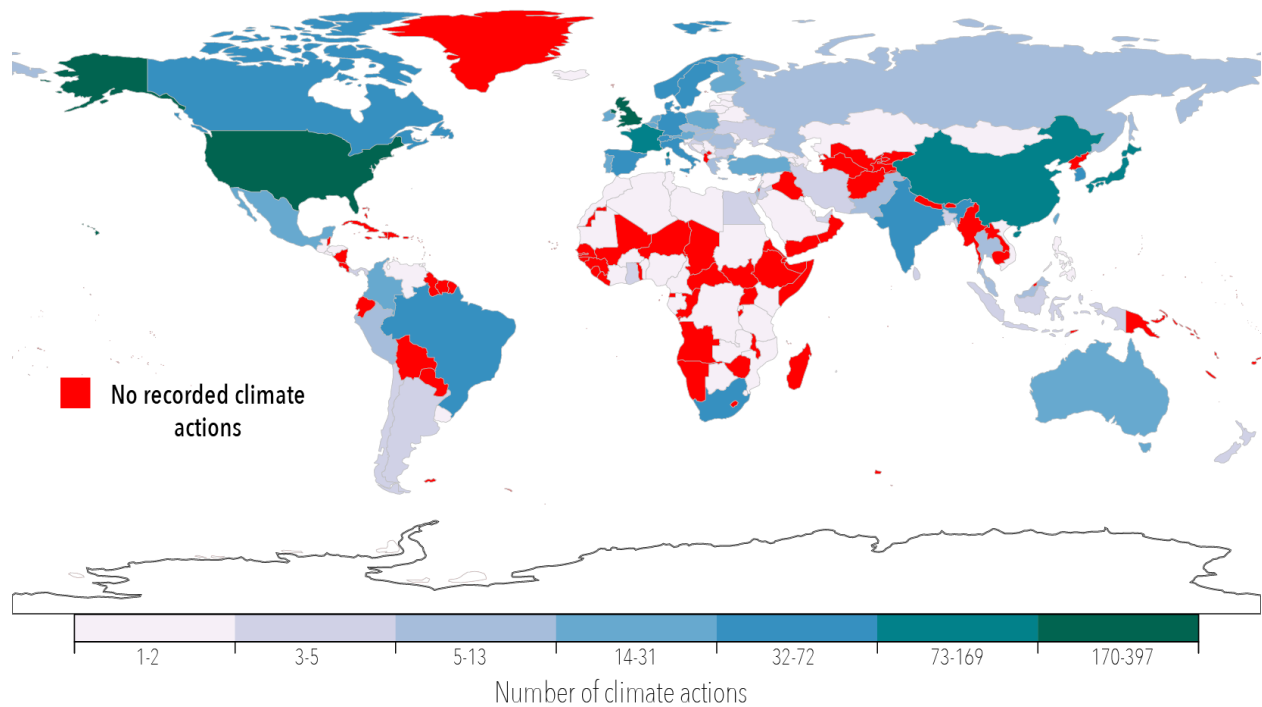 No recorded climate
actions
1-2 3-5 5-13 14-31 32-72 73-169 170-397
Number of climate actions